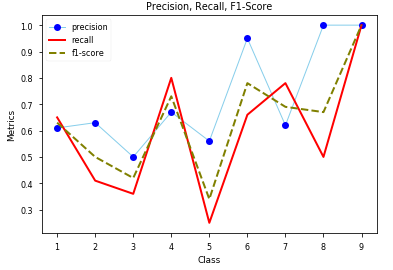 Precision, Recall, F1-Score
precision
recall
f1-score
1.0
0.9
0.8
0.7
0.6
0.5
0.4
0.3
Metrics
1 2 3 4 5 6 7 8 9
Class